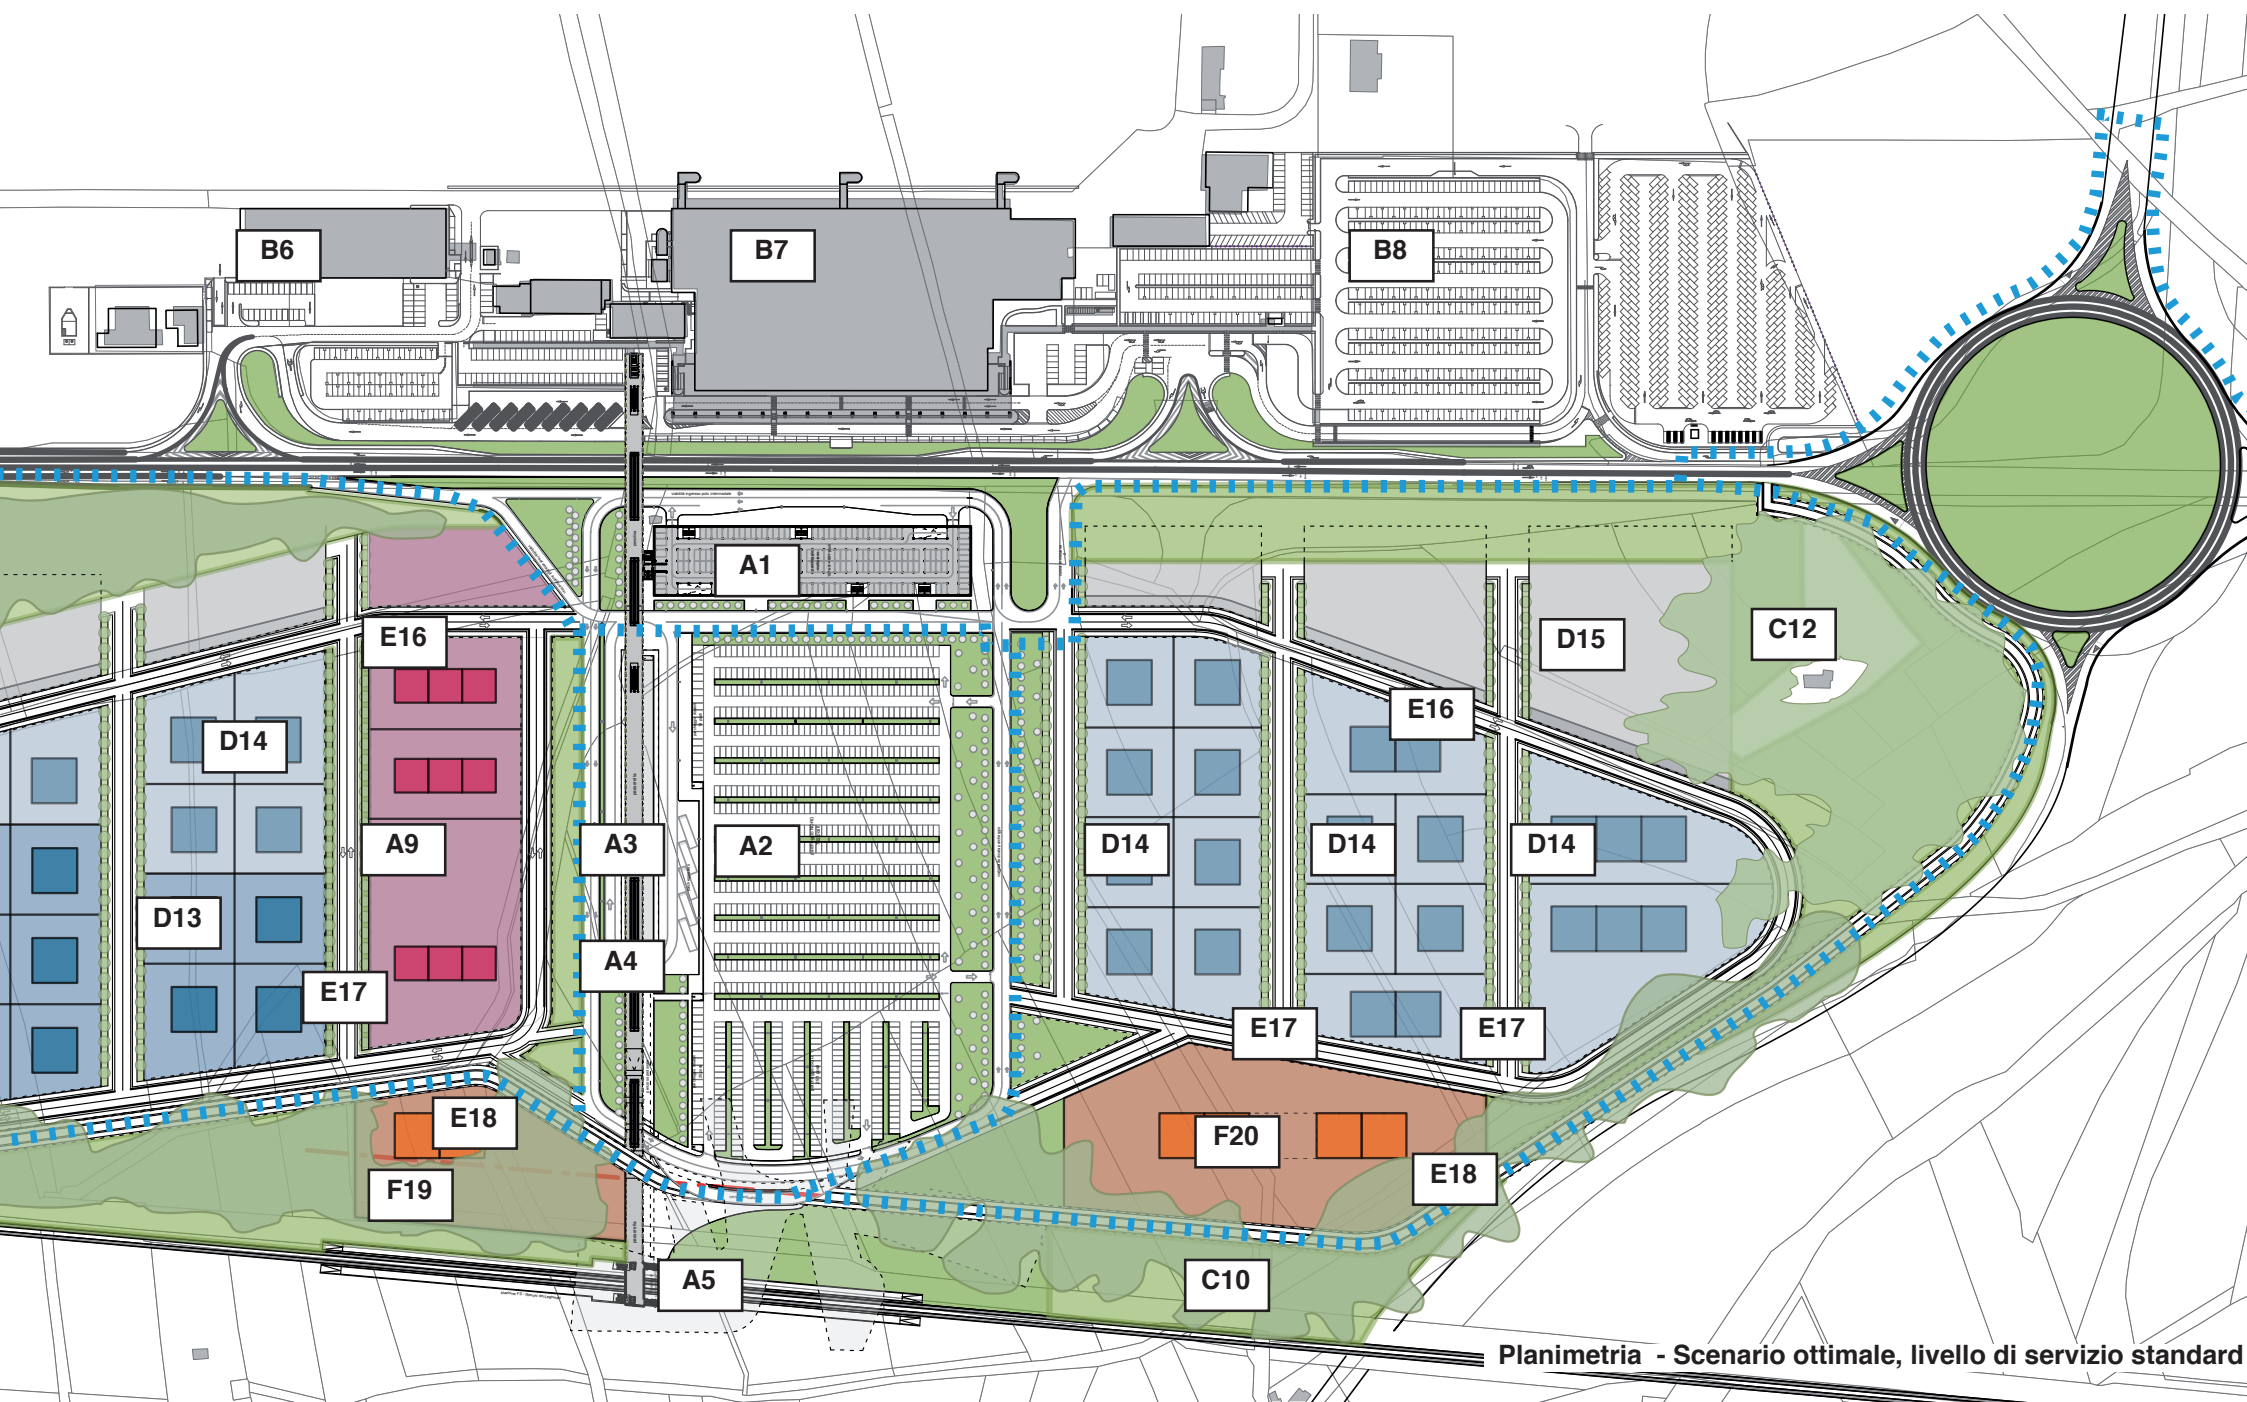 B6
B7
B8
A1
E16
D15
C12
D14
E16
A9
A3
A2
D14
D14
D14
D13
A4
E17
E17
E17
E18
F20
E18
F19
A5
C10
Planimetria - Scenario ottimale, livello di servizio standard